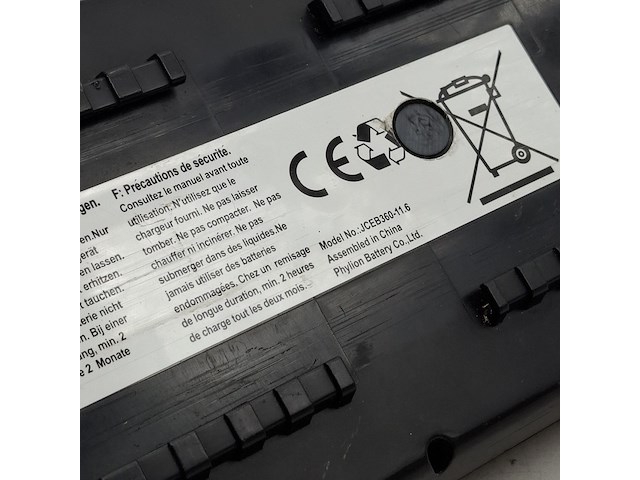 gen.
en.Nur
gerät
en lassen.
erhitzen.
t tauchen.
erie nicht
n. Bij einer
ng, min. 2
e 2 Monate
F: Précautions de sécurité.
Consultez le manuel avant toute
utilisation: N'utilisez que le
chargeur fourni. Ne pas laisser
tomber. Ne pas compacter. Ne pas
chauffer ni incinérer. Ne pas
submerger dans des liquides.Ne
jamais utiliser des batteries
endommagées. Chez un remisage
de longue duration, min. 2 heures
de charge tout les deux mois.
CE
Model No.:JCEB360-11.6
Assembled in China
Phylion Battery Co.,Ltd.